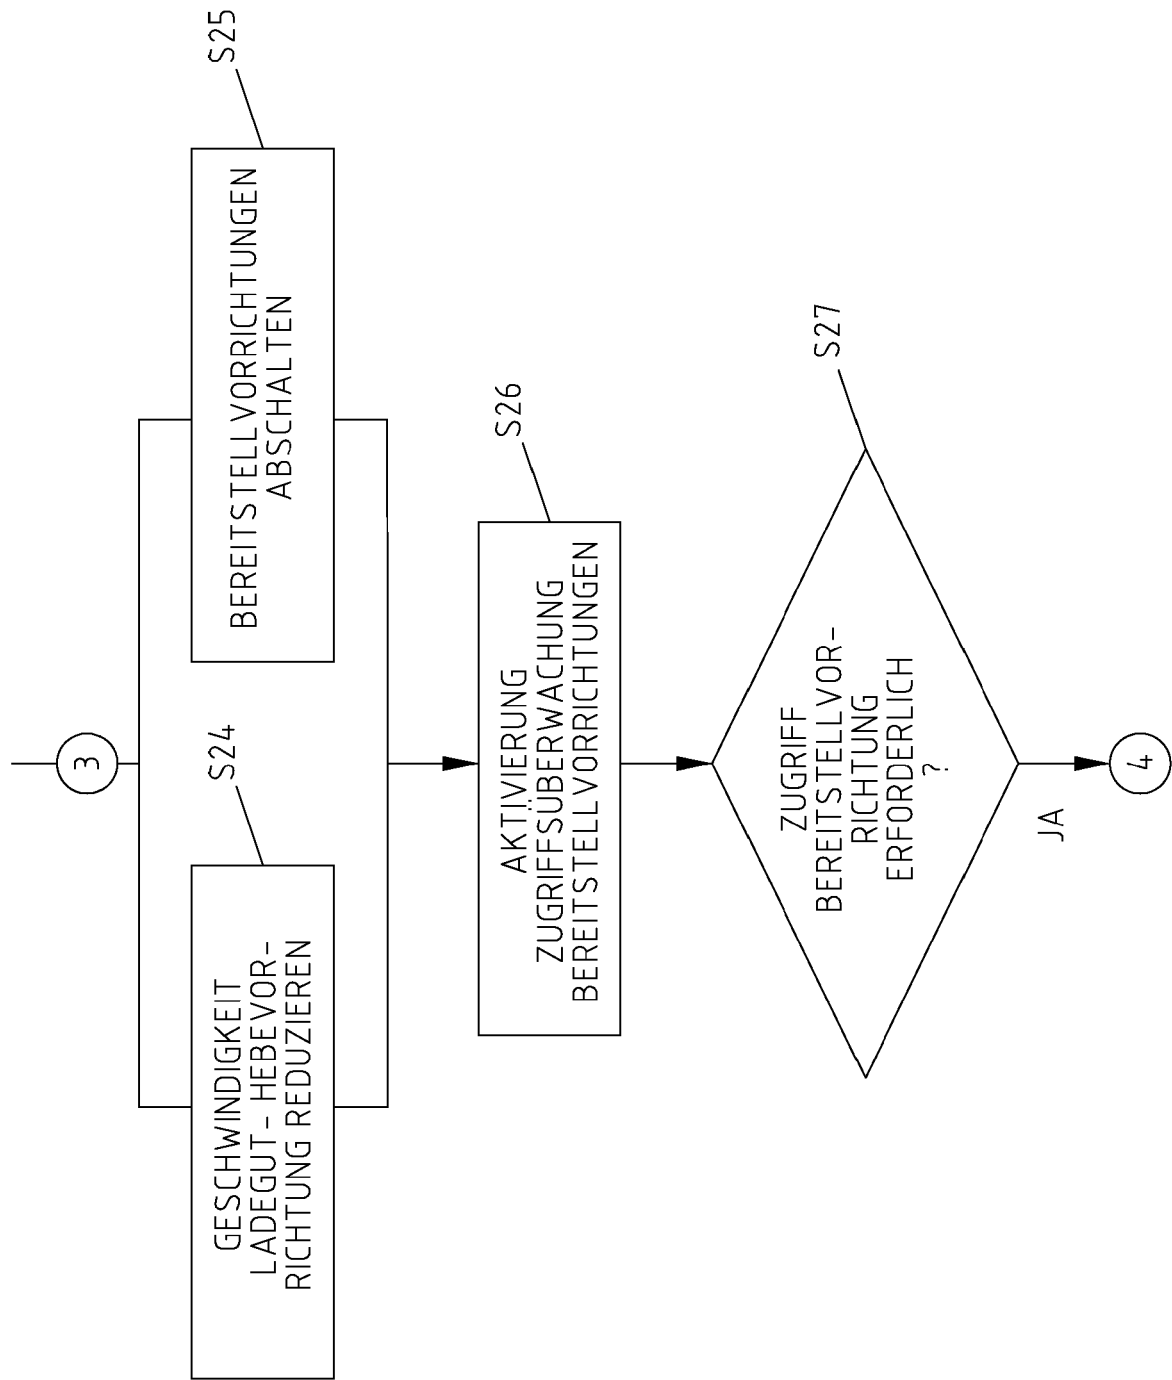 3
S24
GESCHWINDIGKEIT
LADEGUT-HEBEVOR-
RICHTUNG REDUZIEREN
S25
BEREITSTELLVORRICHTUNGEN
ABSCHALTEN
S26
AKTIVIERUNG
ZUGRIFFSÜBERWACHUNG
BEREITSTELLVORRICHTUNGEN
S27
ZUGRIFF
BEREITSTELLVOR-
RICHTUNG
ERFORDERLICH
?
JA
4